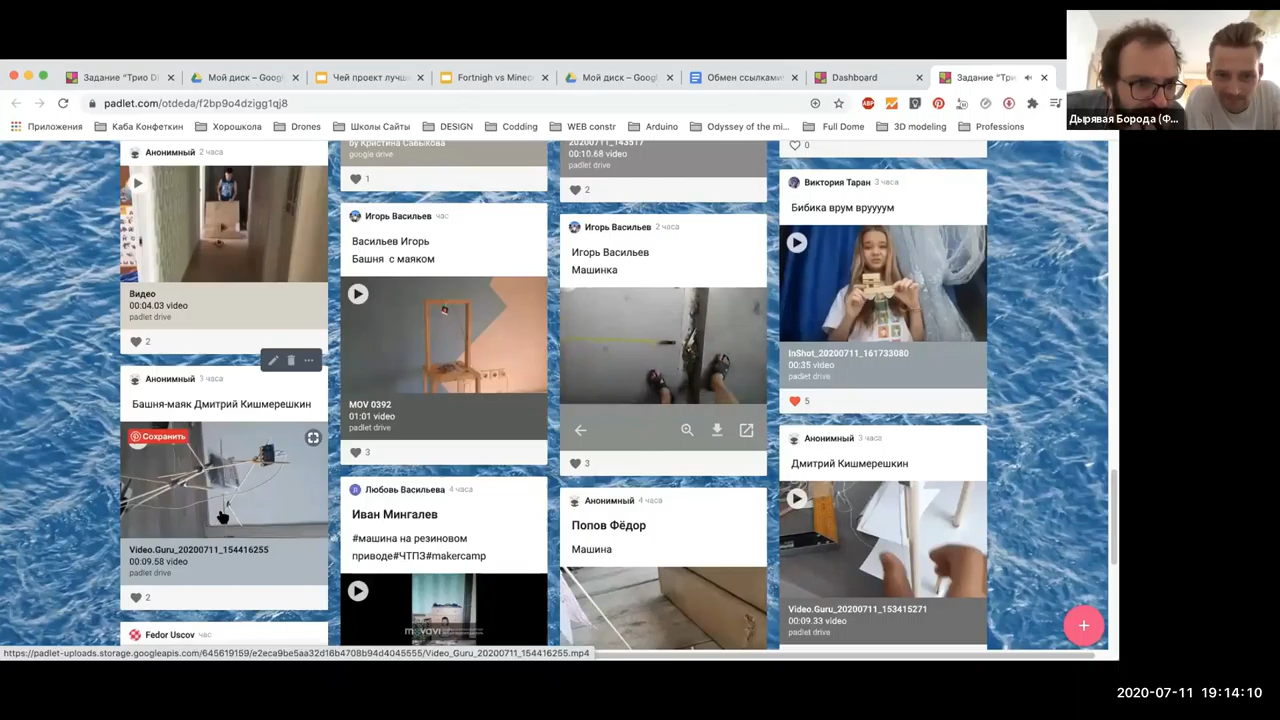 Дырявая Борода (Ф...
Задание "Трио D
Мой диск – Googl
Чей проект лучш
Fortnigh vs Minec
Мой диск – Googl
Обмен ссылками
Dashboard
Задание "Три
padlet.com/otdeda/f2bp9o4dzigg1qj8
ABP
Приложения
Каба Конфеткин
Хорошкола
Drones
Школы Сайты
DESIGN
Codding
WEB constr
Arduino
Odyssey of the mi...
Full Dome
3D modeling
Professions
Анонимный 2 часа
Видео
00:04.03 video
padlet drive
2
Анонимный 3 часа
Башня-маяк Дмитрий Кишмерешкин
Сохранить
Video.Guru_20200711_154416255
00:09.58 video
padlet drive
2
Fedor Uscov час
by Кристина Савыкова
google drive
1
Игорь Васильев час
Васильев Игорь
Башня с маяком
MOV 0392
01:01 video
padlet drive
3
Любовь Васильева 4 часа
Иван Мингалев
#машина на резиновом
приводе#ЧТПЗ#makercamp
movavi
20200711_143517
00:10.68 video
padlet drive
2
Игорь Васильев 2 часа
Игорь Васильев
Машинка
3
Анонимный 4 часа
Попов Фёдор
Машина
0
Виктория Таран 3 часа
Бибика врум врууум
InShot_20200711_161733080
00:35 video
padlet drive
5
Анонимный 3 часа
Дмитрий Кишмерешкин
Video.Guru_20200711_153415271
00:09.33 video
padlet drive
https://padlet-uploads.storage.googleapis.com/645619159/e2eca9be5aa32d16b4708b94d4045555/Video_Guru_20200711_154416255.mp4
2020-07-11 19:14:10